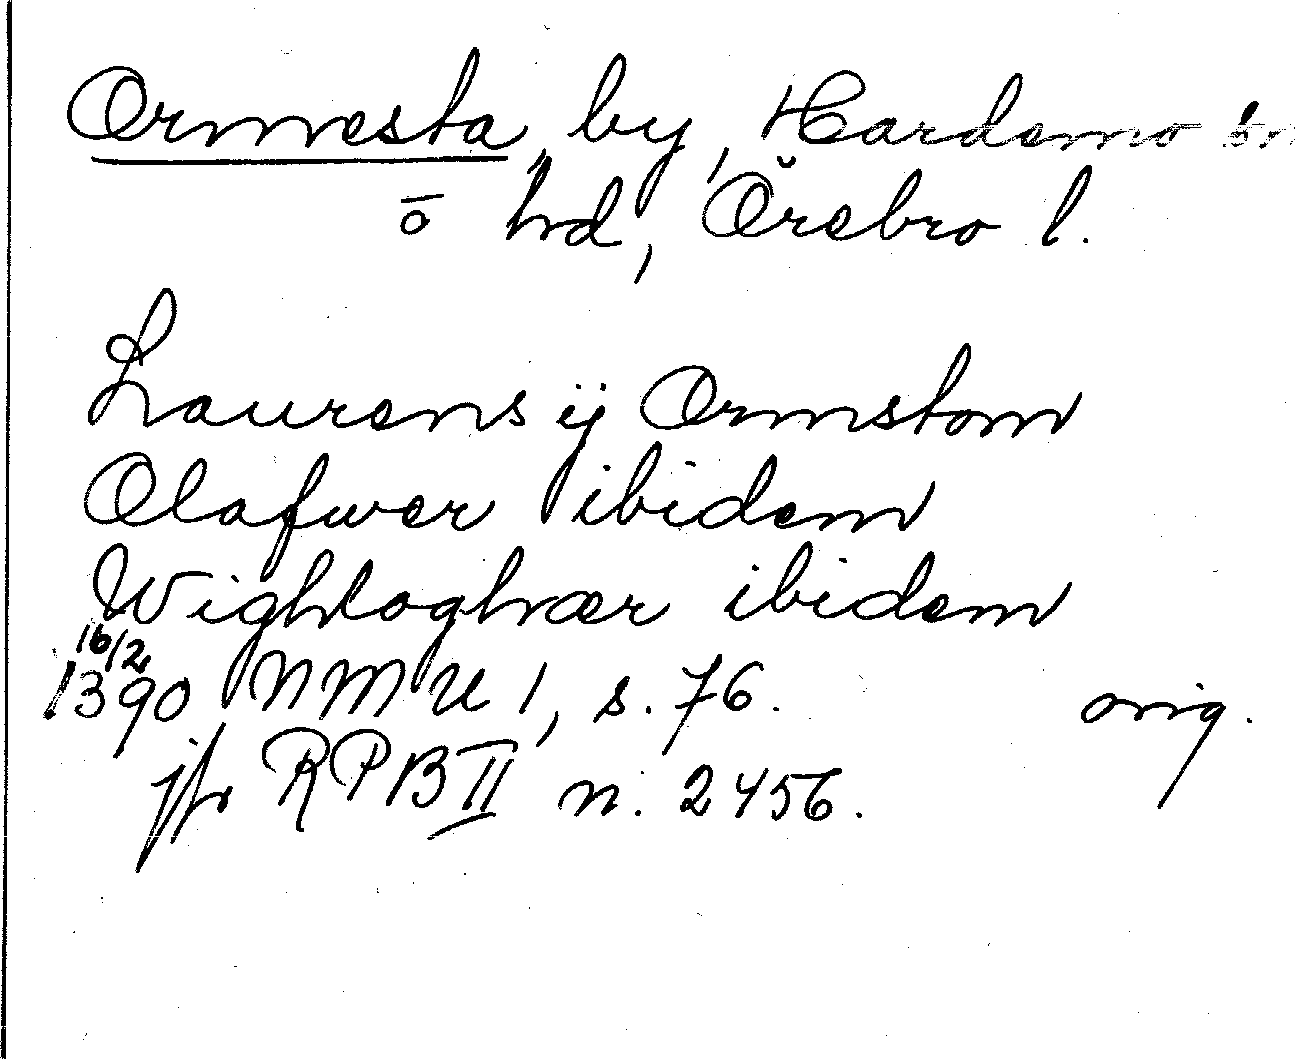 Ormesta, by, Hardemo sn
ō hd, Örebro l.
Laurens ij Ormstom
Olafwer ibidem
Wighloghær ibidem
16/2
1390 NMU 1, s. 76. orig.
jfr RPB II n. 2456.